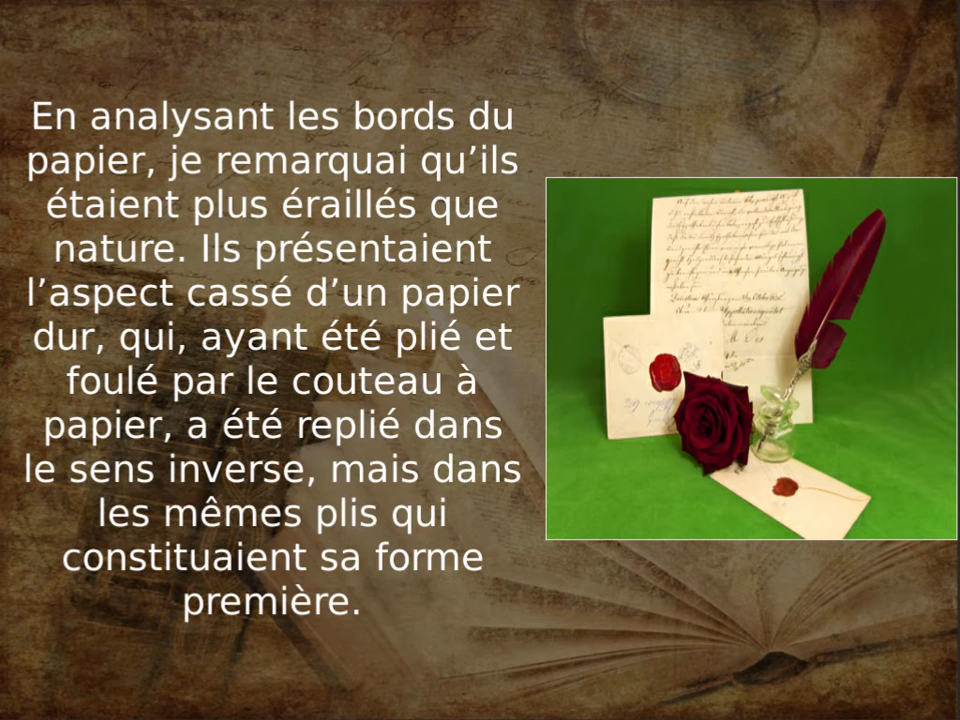 En analysant les bords du
papier, je remarquai qu’ils
étaient plus éraillés que
nature. Ils présentaient
l’aspect cassé d’un papier
dur, qui, ayant été plié et
foulé par le couteau à
papier, a été replié dans
le sens inverse, mais dans
les mêmes plis qui
constituaient sa forme
première.